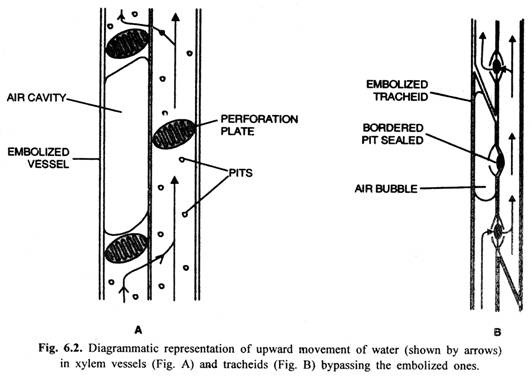 AIR CAVITY
EMBOLIZED
VESSEL
PERFORATION
PLATE
PITS
A
EMBOLIZED
TRACHEID
BORDERED
PIT SEALED
AIR BUBBLE
B
Fig. 6.2. Diagrammatic representation of upward movement of water (shown by arrows)
in xylem vessels (Fig. A) and tracheids (Fig. B) bypassing the embolized ones.